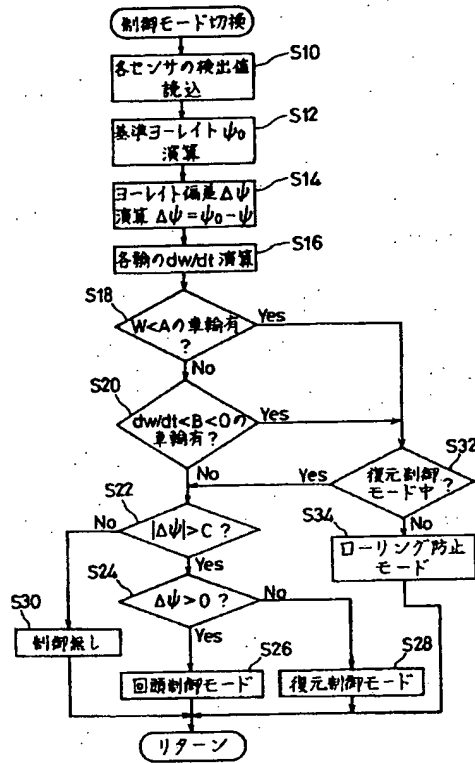 制御モード切換
S10
各センサの検出値
読込
S12
基準ヨーレイトψ₀
演算
S14
ヨーレイト偏差Δψ
演算 Δψ=ψ₀-ψ
S16
各輪のdw/dt演算
S18
W<Aの車輪有
?
Yes
No
S20
dw/dt<B<0の
車輪有?
Yes
No
S32
復元制御
モード中?
Yes
No
S22
|Δψ|>C?
No
Yes
S34
ローリング防止
モード
S24
Δψ>0?
No
Yes
S30
制御無し
S26
回頭制御モード
S28
復元制御モード
リターン